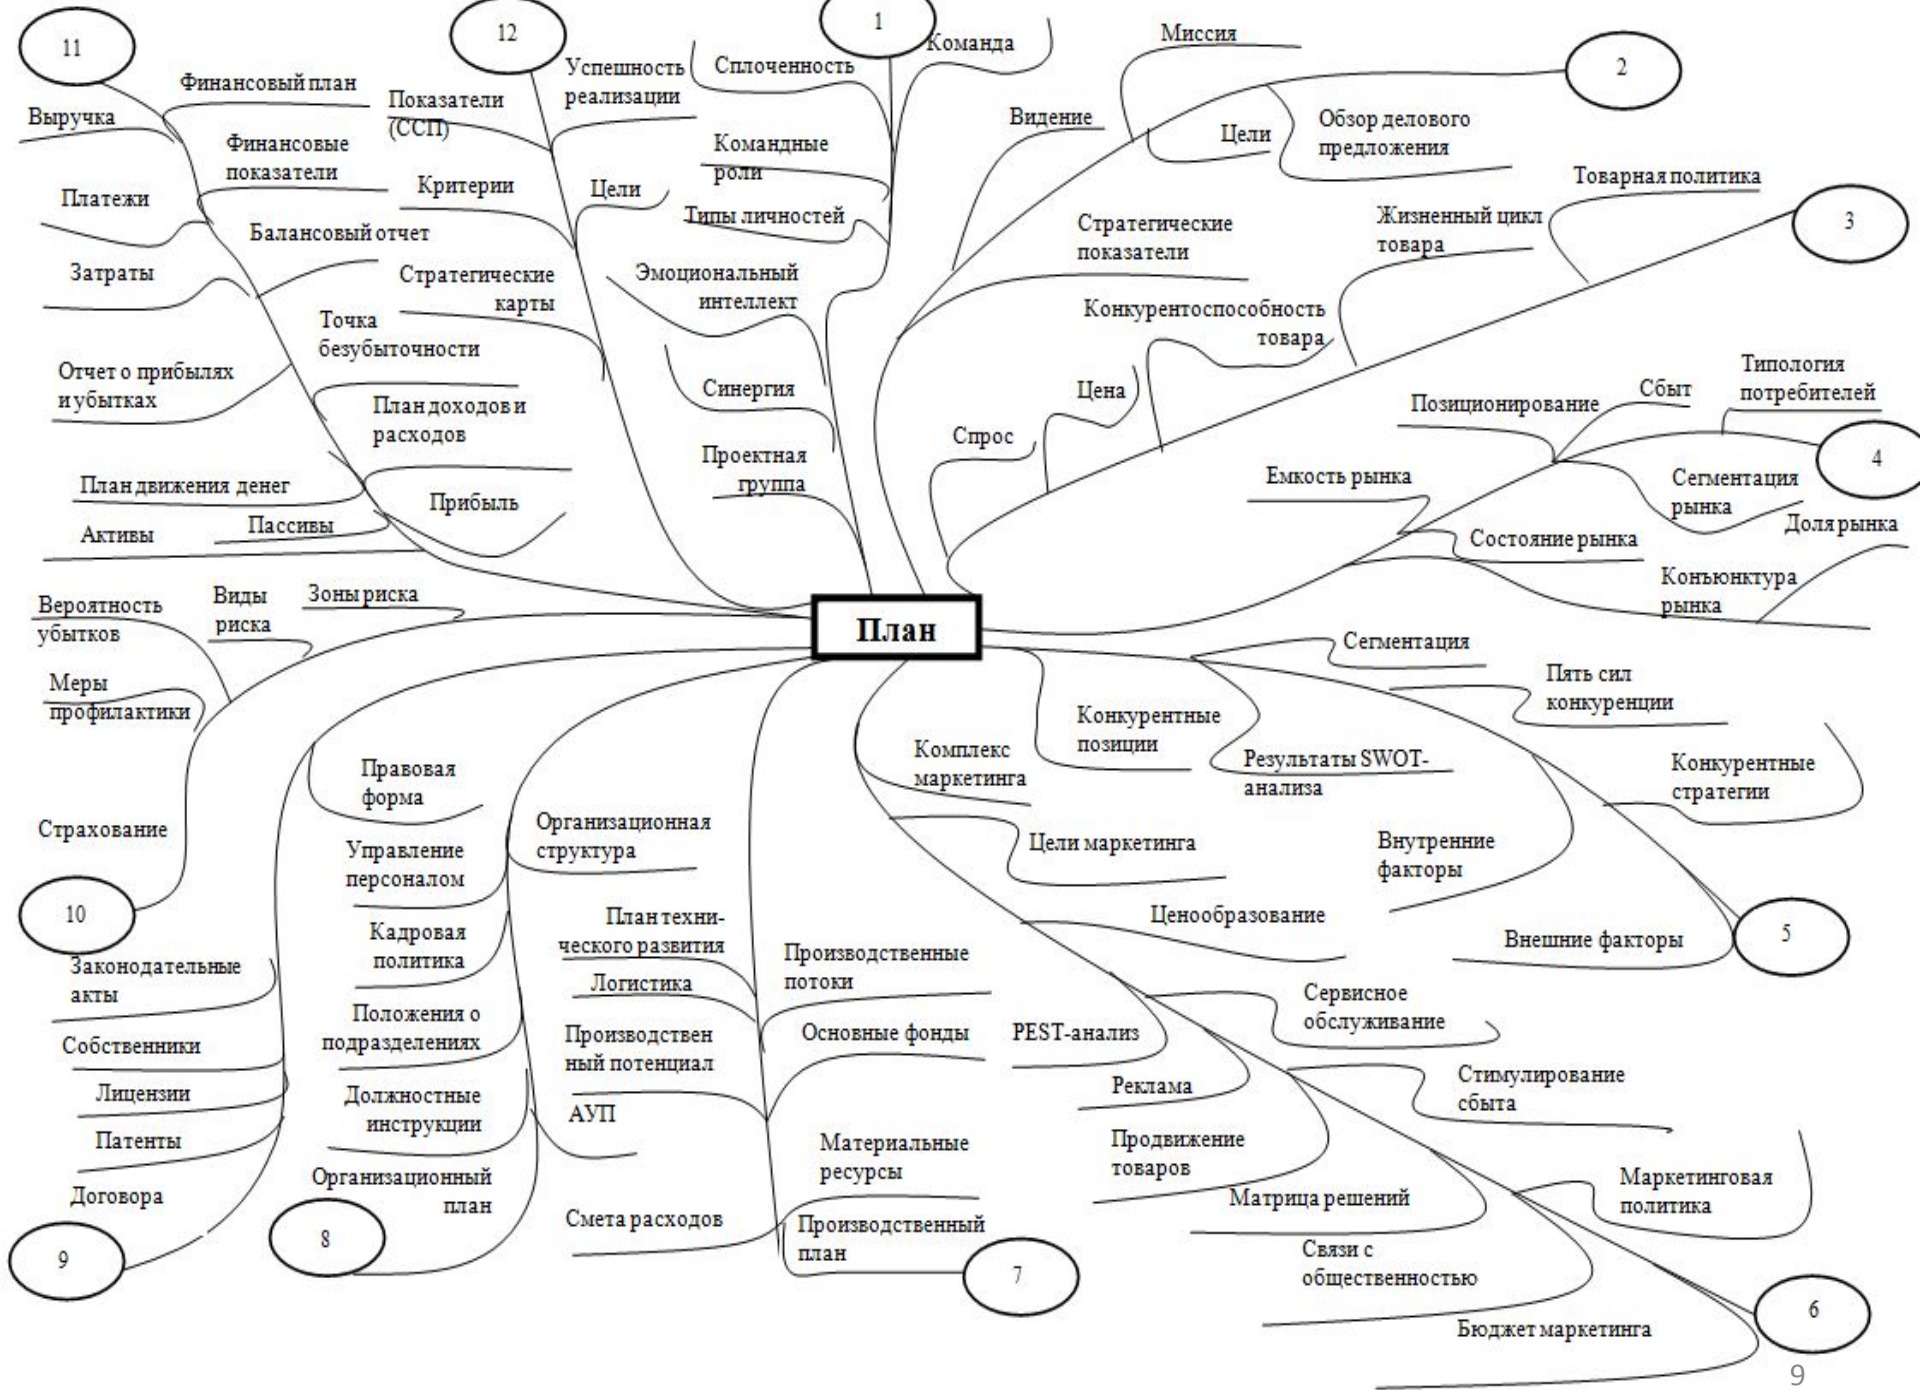 1
Команда
Сплоченность
Командные
роли
Типы личностей
Эмоциональный
интеллект
Синергия
Проектная
группа
2
Миссия
Видение
Цели
Обзор делового
предложения
Стратегические
показатели
3
Товарная политика
Жизненный цикл
товара
Конкурентоспособность
товара
Цена
Спрос
4
Типология
потребителей
Сбыт
Позиционирование
Сегментация
рынка
Емкость рынка
Доля рынка
Состояние рынка
Конъюнктура
рынка
План
5
Сегментация
Пять сил
конкуренции
Конкурентные
позиции
Результаты SWOT-
анализа
Конкурентные
стратегии
Внутренние
факторы
Внешние факторы
6
Комплекс
маркетинга
Цели маркетинга
Ценообразование
Сервисное
обслуживание
PEST-анализ
Реклама
Стимулирование
сбыта
Продвижение
товаров
Матрица решений
Маркетинговая
политика
Связи с
общественностью
Бюджет маркетинга
7
План техни-
ческого развития
Логистика
Производственные
потоки
Производствен
ный потенциал
Основные фонды
Материальные
ресурсы
Смета расходов
Производственный
план
8
Организационная
структура
Управление
персоналом
Кадровая
политика
Положения о
подразделениях
Должностные
инструкции
АУП
Организационный
план
9
Правовая
форма
Законодательные
акты
Собственники
Лицензии
Патенты
Договора
10
Зоны риска
Виды
риска
Вероятность
убытков
Меры
профилактики
Страхование
11
Финансовый план
Выручка
Финансовые
показатели
Платежи
Балансовый отчет
Затраты
Точка
безубыточности
Отчет о прибылях
и убытках
План доходов и
расходов
План движения денег
Прибыль
Пассивы
Активы
12
Успешность
реализации
Показатели
(ССП)
Критерии
Цели
Стратегические
карты
9